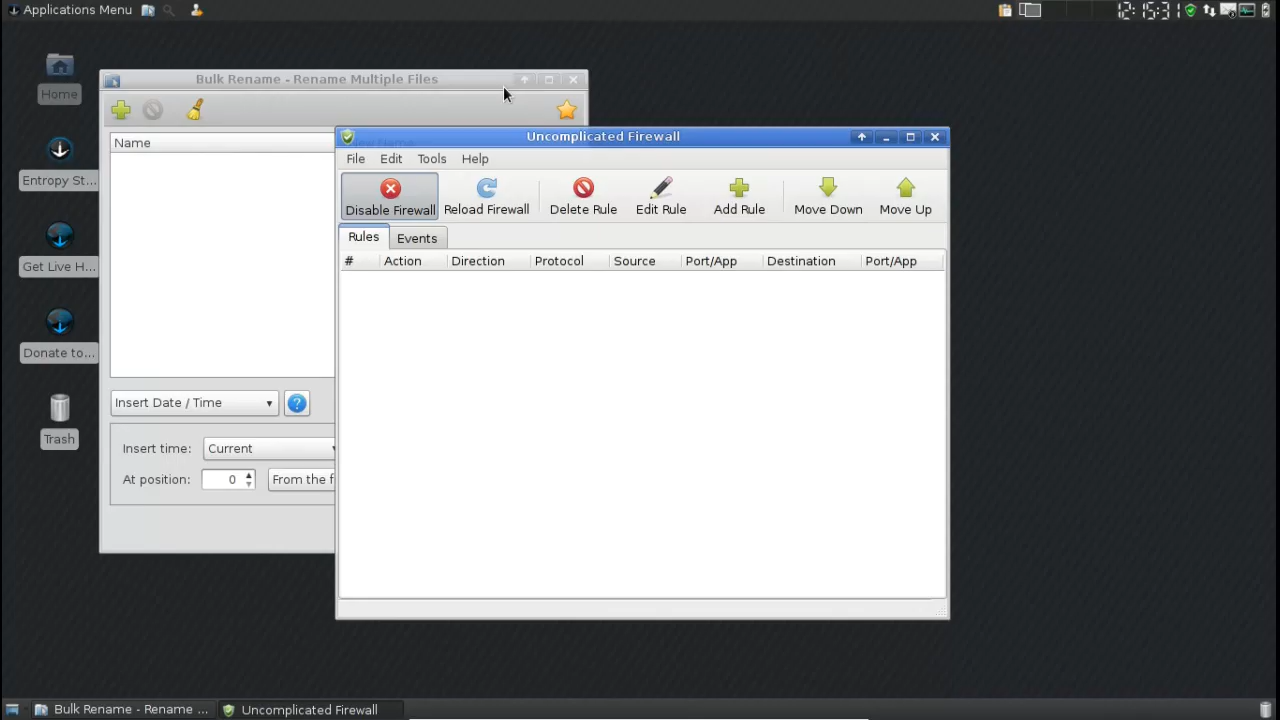 Applications Menu
12:15:31
Home
Entropy St...
Get Live H...
Donate to...
Trash
Bulk Rename - Rename Multiple Files
Name
Insert Date / Time
Insert time: Current
At position: 0 From the f
Uncomplicated Firewall
File Edit Tools Help
Disable Firewall Reload Firewall Delete Rule Edit Rule Add Rule Move Down Move Up
Rules Events
# Action Direction Protocol Source Port/App Destination Port/App
Bulk Rename - Rename ... Uncomplicated Firewall